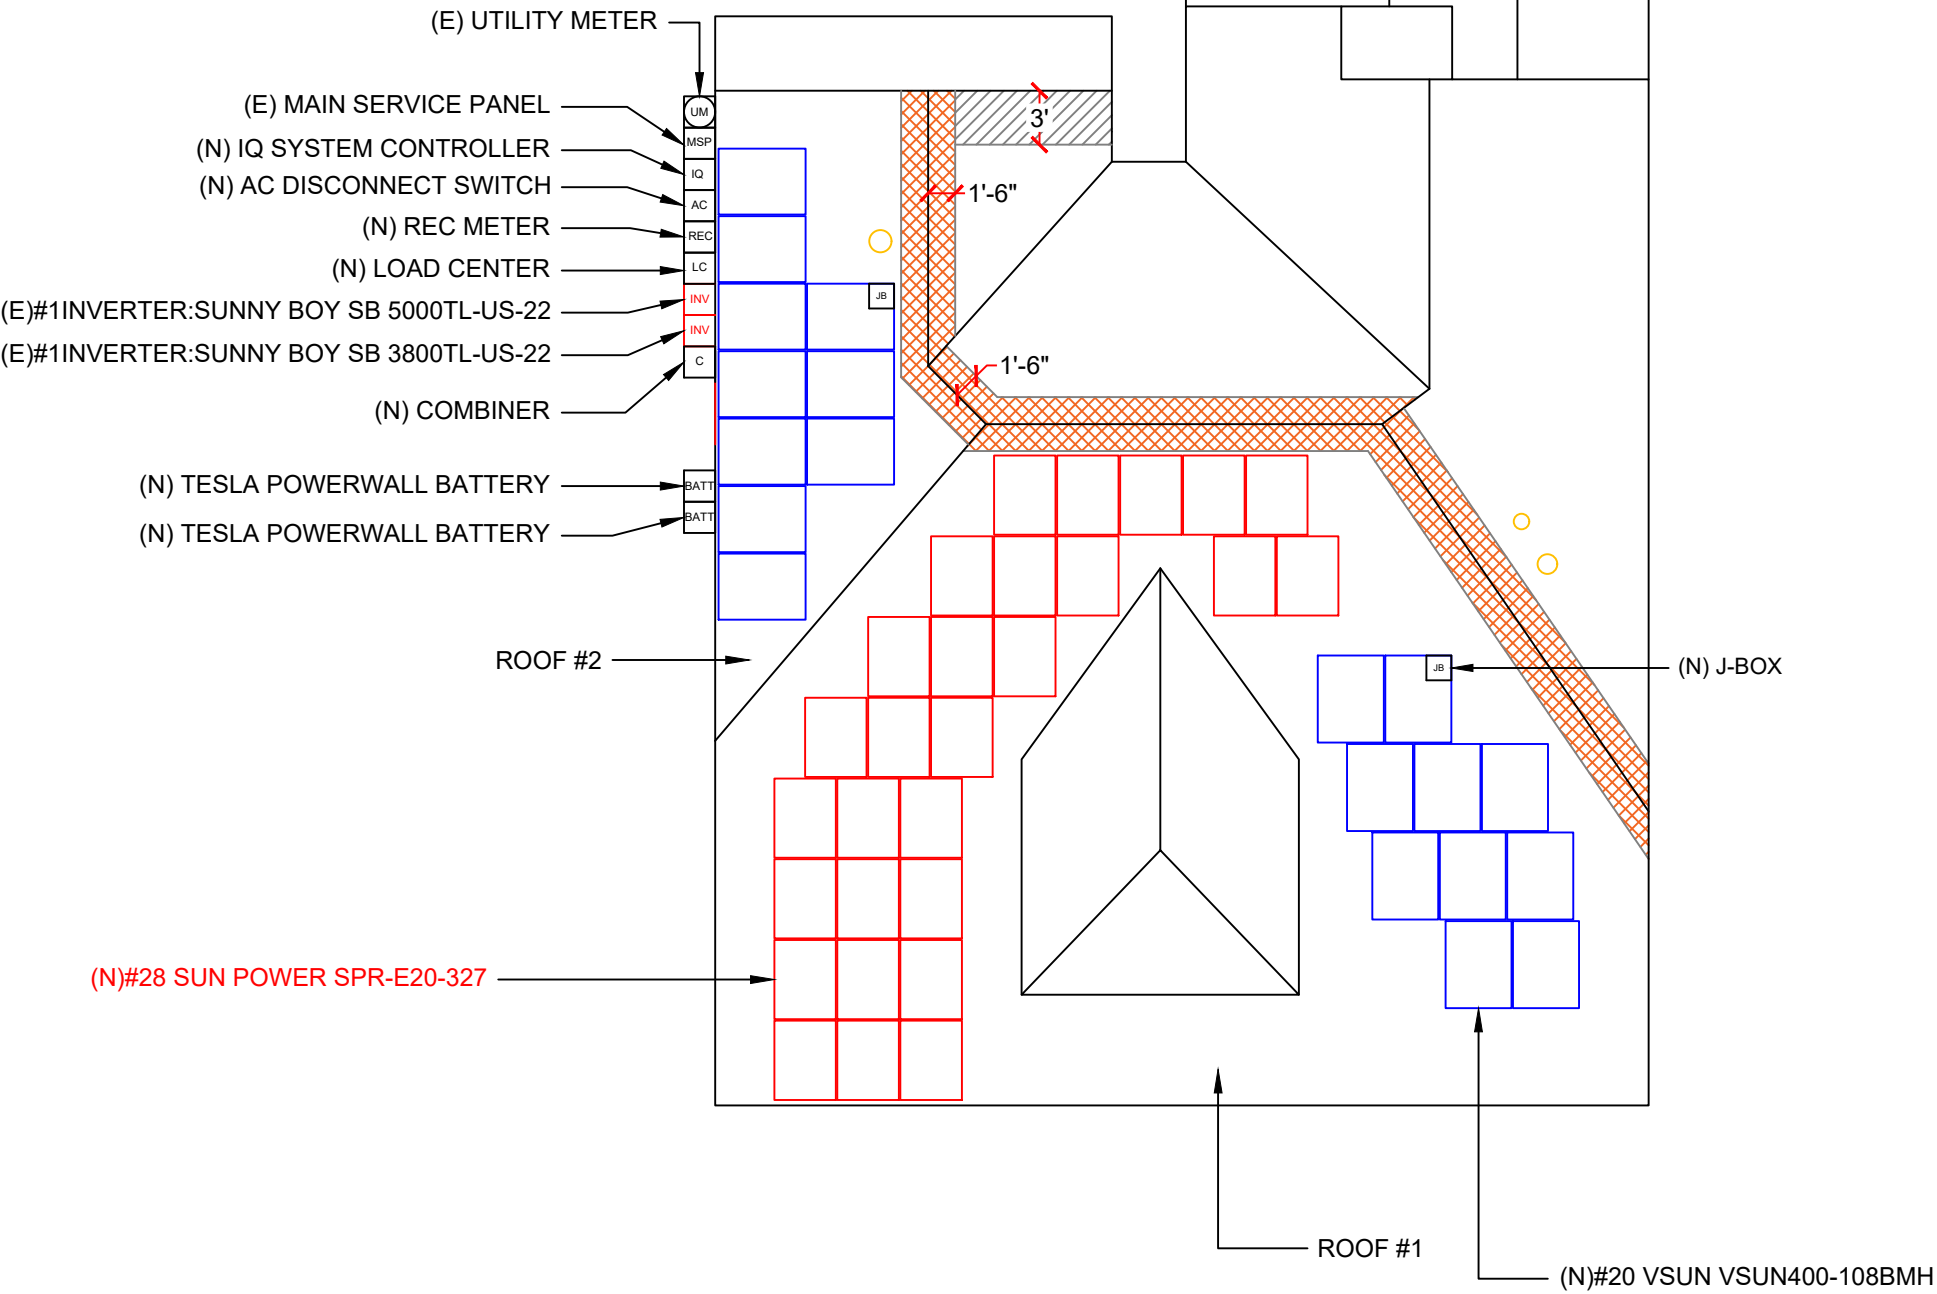 (E) UTILITY METER
(E) MAIN SERVICE PANEL
(N) IQ SYSTEM CONTROLLER
(N) AC DISCONNECT SWITCH
(N) REC METER
(N) LOAD CENTER
(E)#1INVERTER:SUNNY BOY SB 5000TL-US-22
(E)#1INVERTER:SUNNY BOY SB 3800TL-US-22
(N) COMBINER
(N) TESLA POWERWALL BATTERY
(N) TESLA POWERWALL BATTERY
UM
MSP
IQ
AC
REC
LC
INV
INV
C
BATT
BATT
JB
3'
1'-6"
1'-6"
ROOF #2
JB
(N) J-BOX
(N)#28 SUN POWER SPR-E20-327
ROOF #1
(N)#20 VSUN VSUN400-108BMH